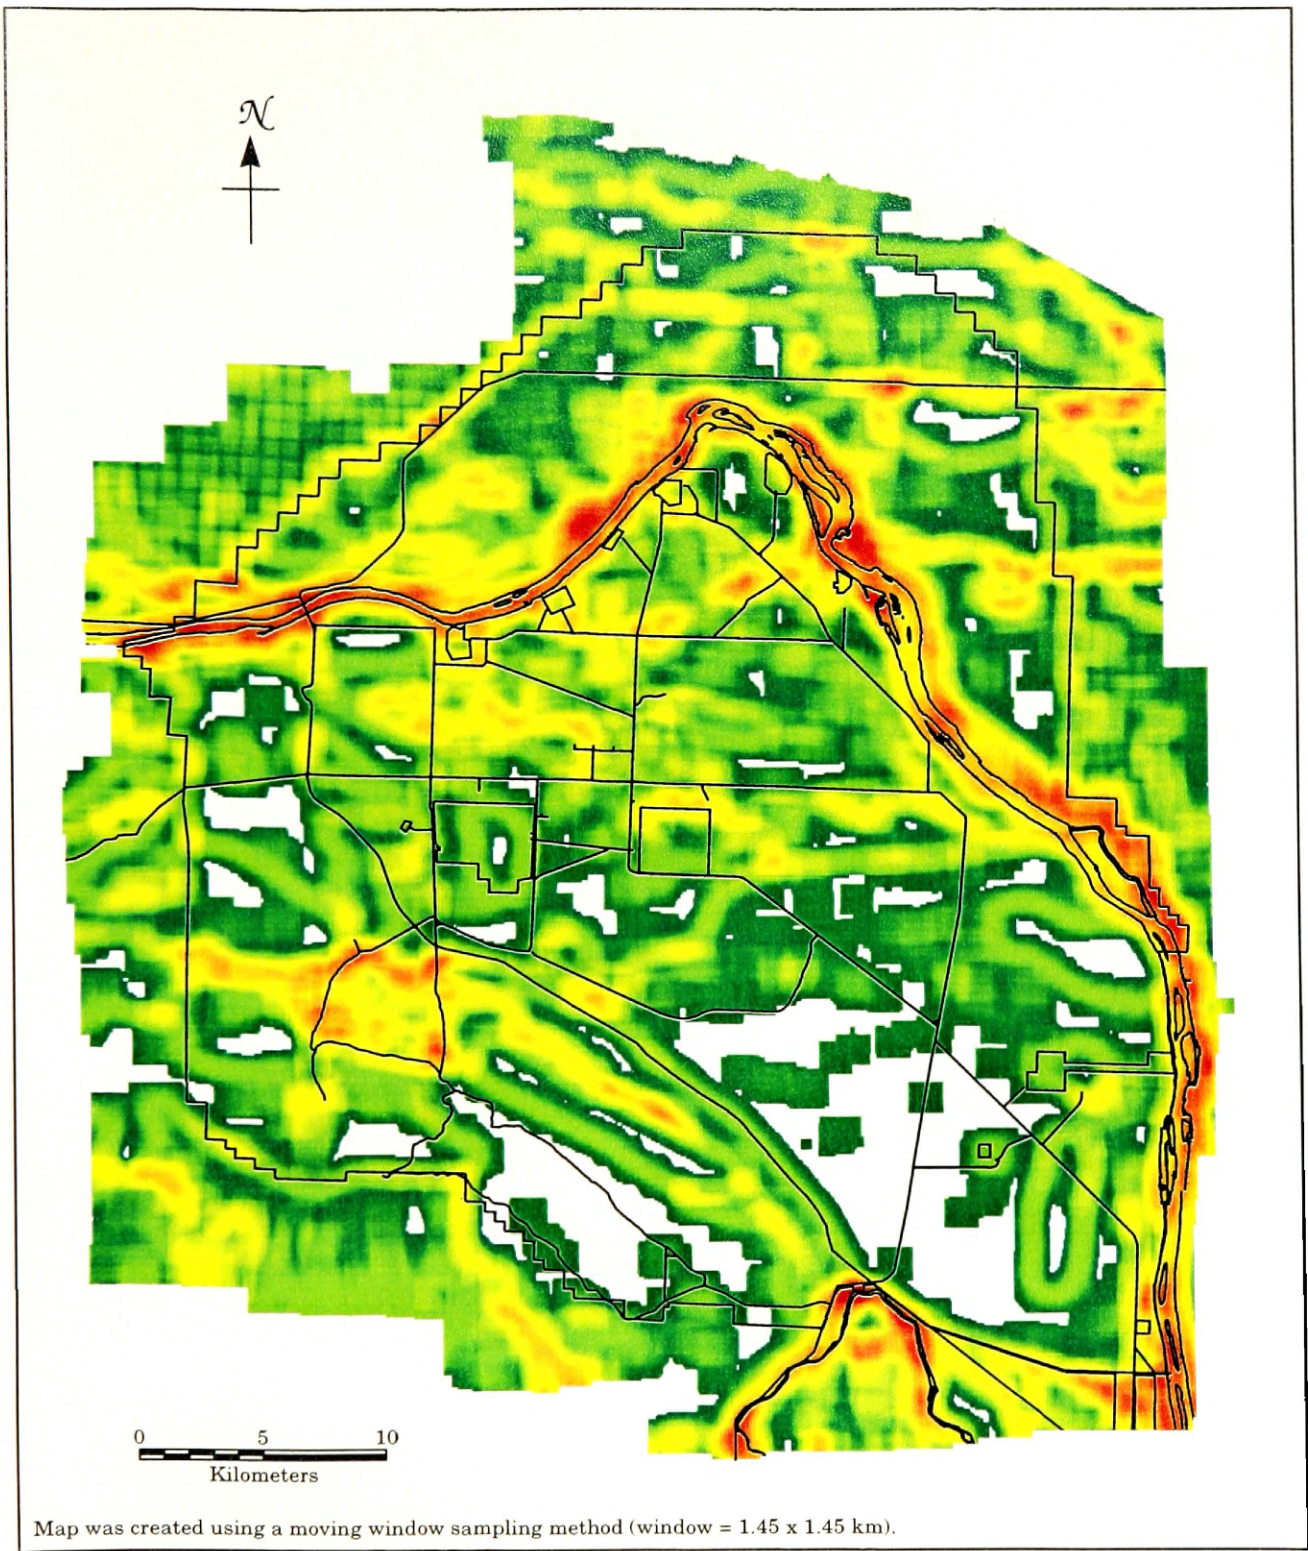 N
0 5 10
Kilometers
Map was created using a moving window sampling method (window = 1.45 x 1.45 km).